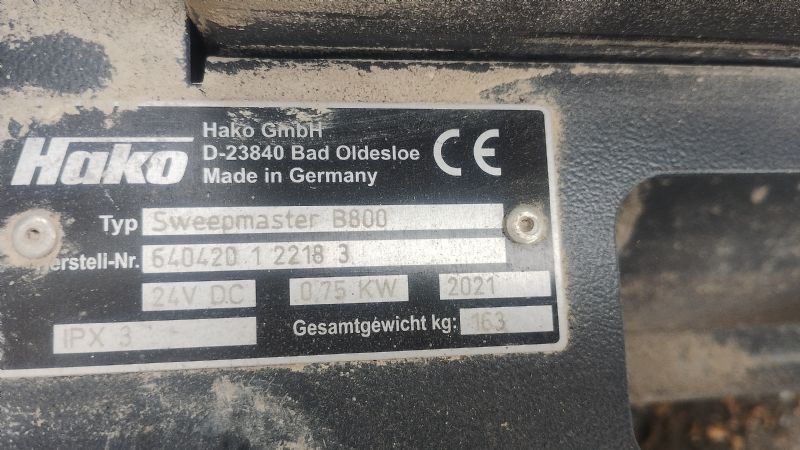 Hako
Hako GmbH
D-23840 Bad Oldesloe
Made in Germany
CE
Typ Sweepmaster B800
erstell-Nr. 640420 1 2218 3
24V DC 0,75 KW 2021
IPX 3 Gesamtgewicht kg: 163